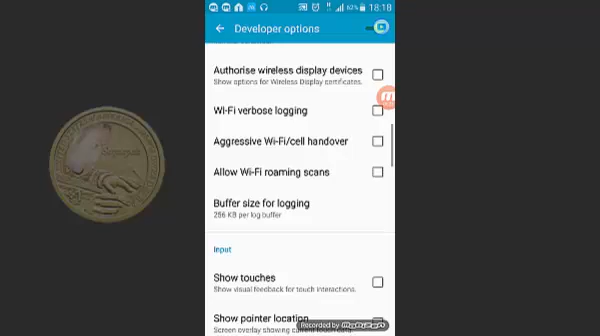 62% 18:18
Developer options
Authorise wireless display devices
Show options for Wireless Display certificates.
Wi-Fi verbose logging
Aggressive Wi-Fi/cell handover
Allow Wi-Fi roaming scans
Buffer size for logging
256 KB per log buffer
Input
Show touches
Show visual feedback for touch interactions.
Show pointer location
Recorded by
Screen overlay showing current touch data.